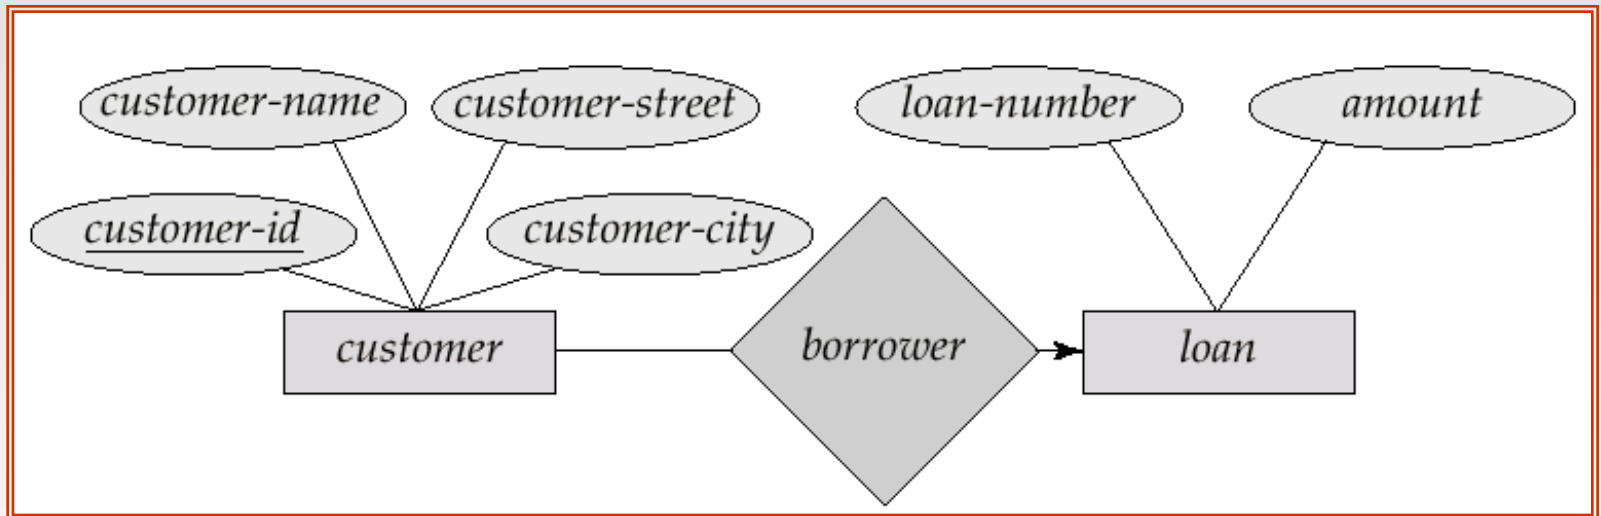 customer-name
customer-street
loan-number
amount
customer-id
customer-city
customer
borrower
loan